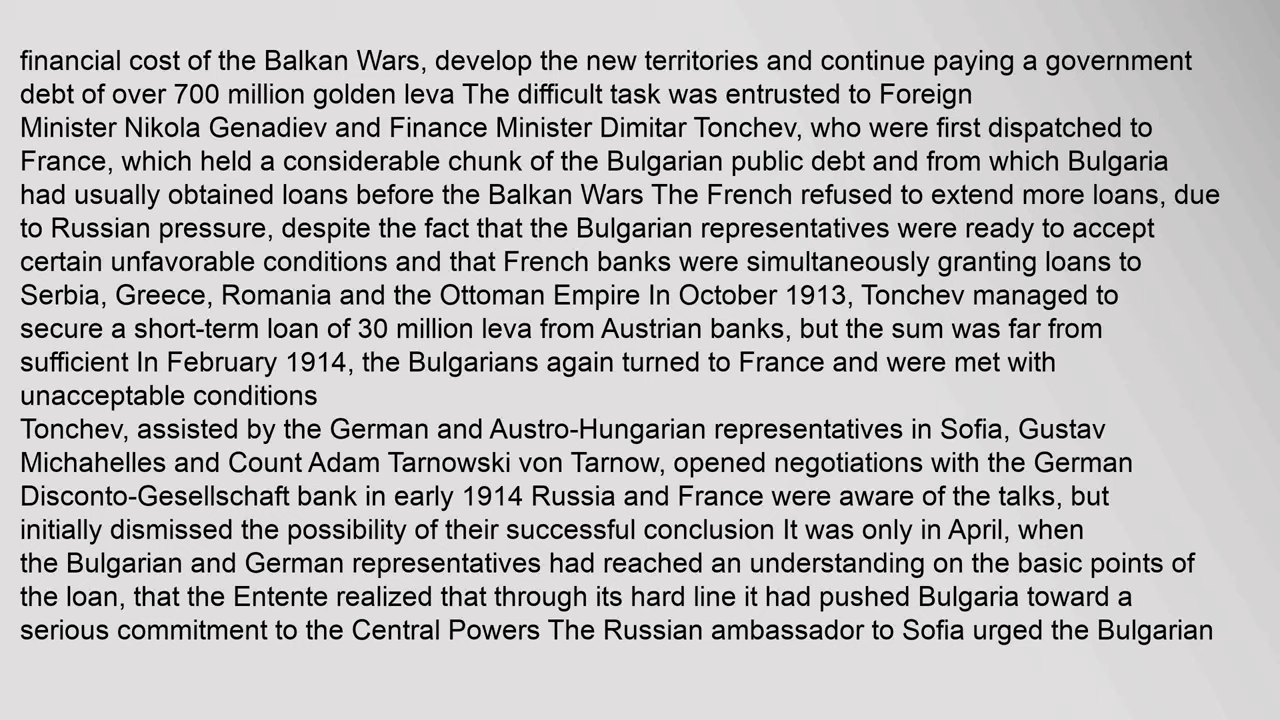 financial cost of the Balkan Wars, develop the new territories and continue paying a government
debt of over 700 million golden leva The difficult task was entrusted to Foreign
Minister Nikola Genadiev and Finance Minister Dimitar Tonchev, who were first dispatched to
France, which held a considerable chunk of the Bulgarian public debt and from which Bulgaria
had usually obtained loans before the Balkan Wars The French refused to extend more loans, due
to Russian pressure, despite the fact that the Bulgarian representatives were ready to accept
certain unfavorable conditions and that French banks were simultaneously granting loans to
Serbia, Greece, Romania and the Ottoman Empire In October 1913, Tonchev managed to
secure a short-term loan of 30 million leva from Austrian banks, but the sum was far from
sufficient In February 1914, the Bulgarians again turned to France and were met with
unacceptable conditions
Tonchev, assisted by the German and Austro-Hungarian representatives in Sofia, Gustav
Michahelles and Count Adam Tarnowski von Tarnow, opened negotiations with the German
Disconto-Gesellschaft bank in early 1914 Russia and France were aware of the talks, but
initially dismissed the possibility of their successful conclusion It was only in April, when
the Bulgarian and German representatives had reached an understanding on the basic points of
the loan, that the Entente realized that through its hard line it had pushed Bulgaria toward a
serious commitment to the Central Powers The Russian ambassador to Sofia urged the Bulgarian